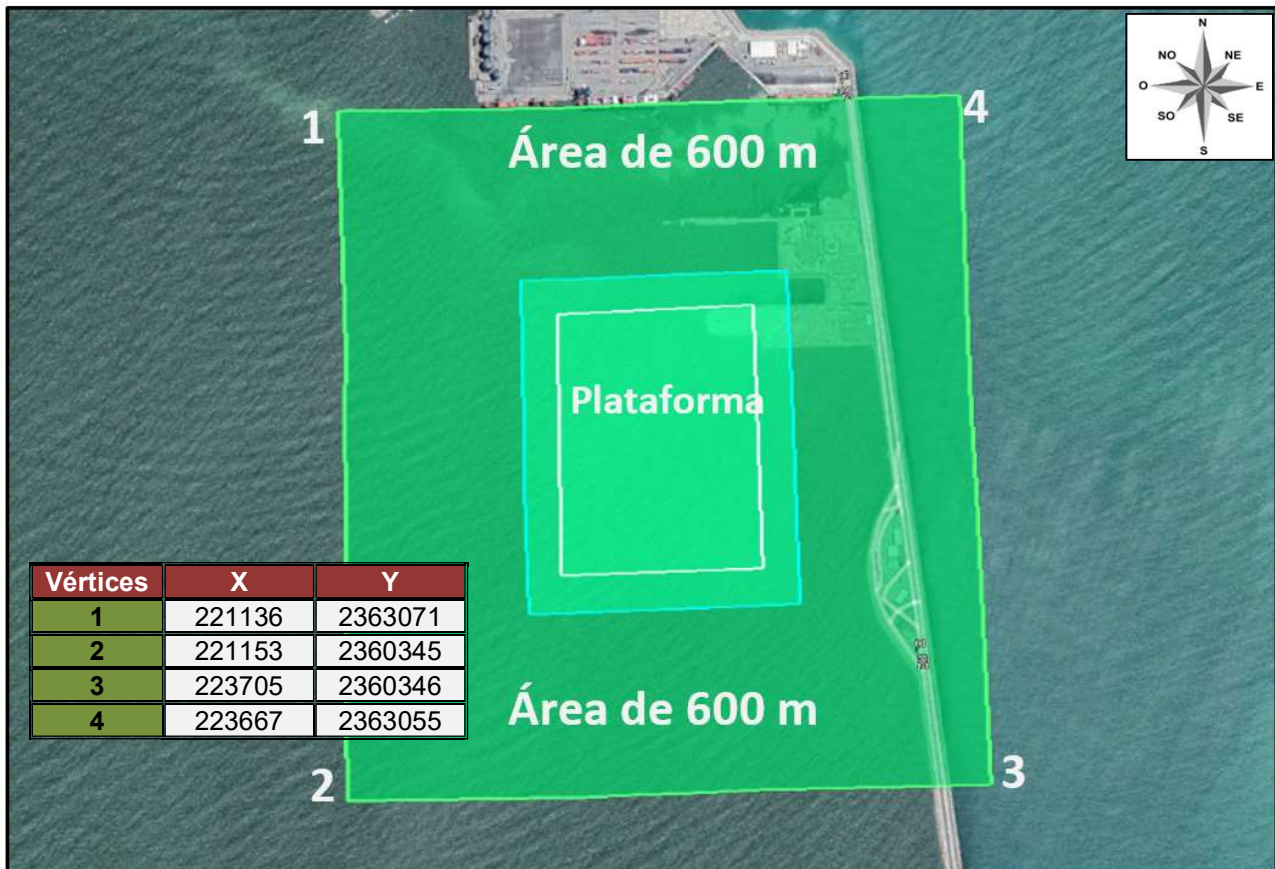 N
NO NE
O E
SO SE
S
1
4
Área de 600 m
Plataforma
Vértices X Y
1 221136 2363071
2 221153 2360345
3 223705 2360346
4 223667 2363055
Área de 600 m
2
3